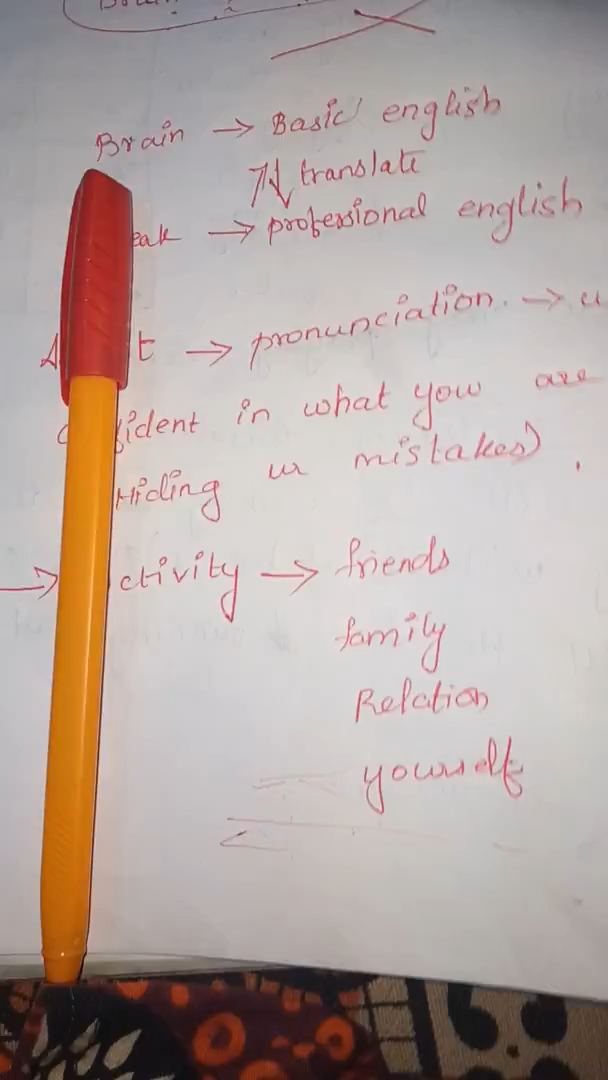 Brain → Basic english
↑↓ translate
eak → professional english
t → pronunciation. →
fident in what you are
Hiding ur mistakes) .
→ ctivity → friends
family
Relation
yourself